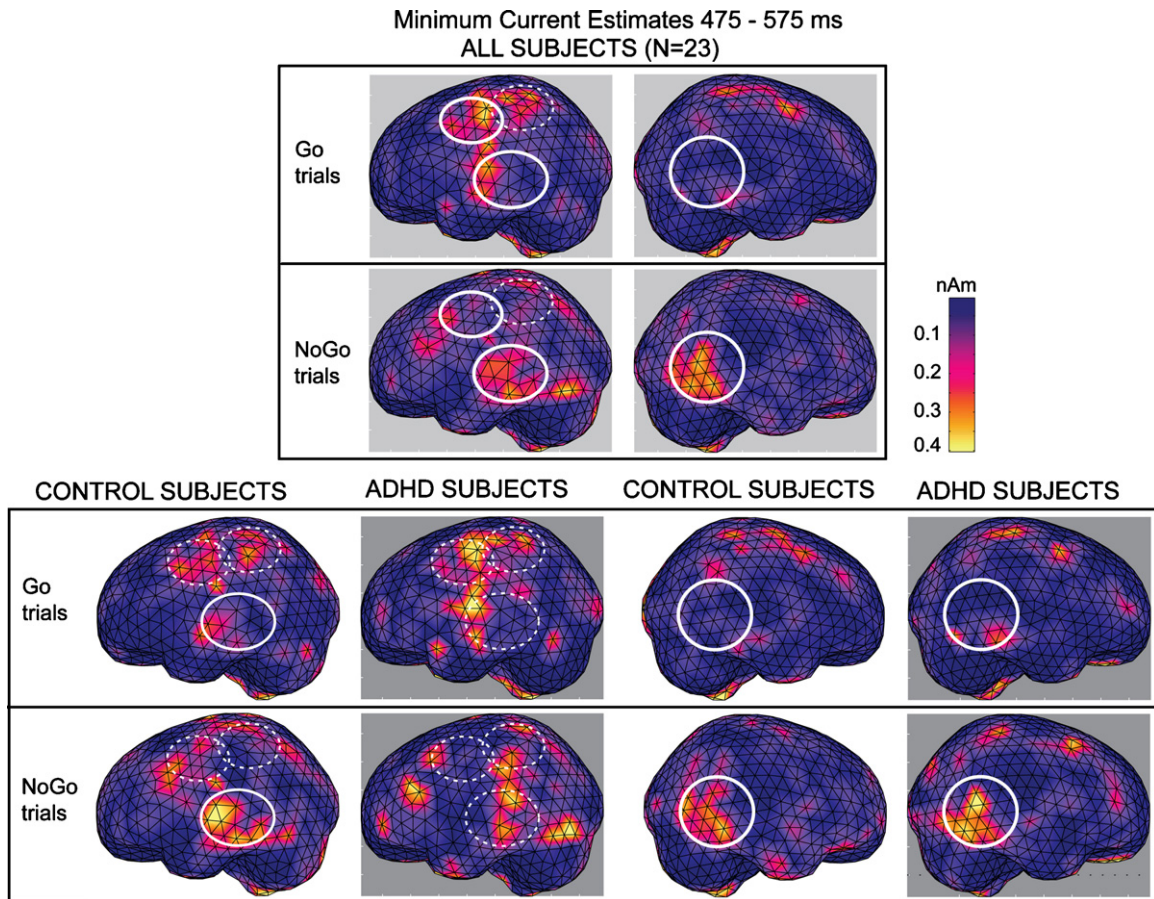 Minimum Current Estimates 475 - 575 ms
ALL SUBJECTS (N=23)
Go
trials
NoGo
trials
nAm
0.1
0.2
0.3
0.4
CONTROL SUBJECTS
ADHD SUBJECTS
CONTROL SUBJECTS
ADHD SUBJECTS
Go
trials
NoGo
trials